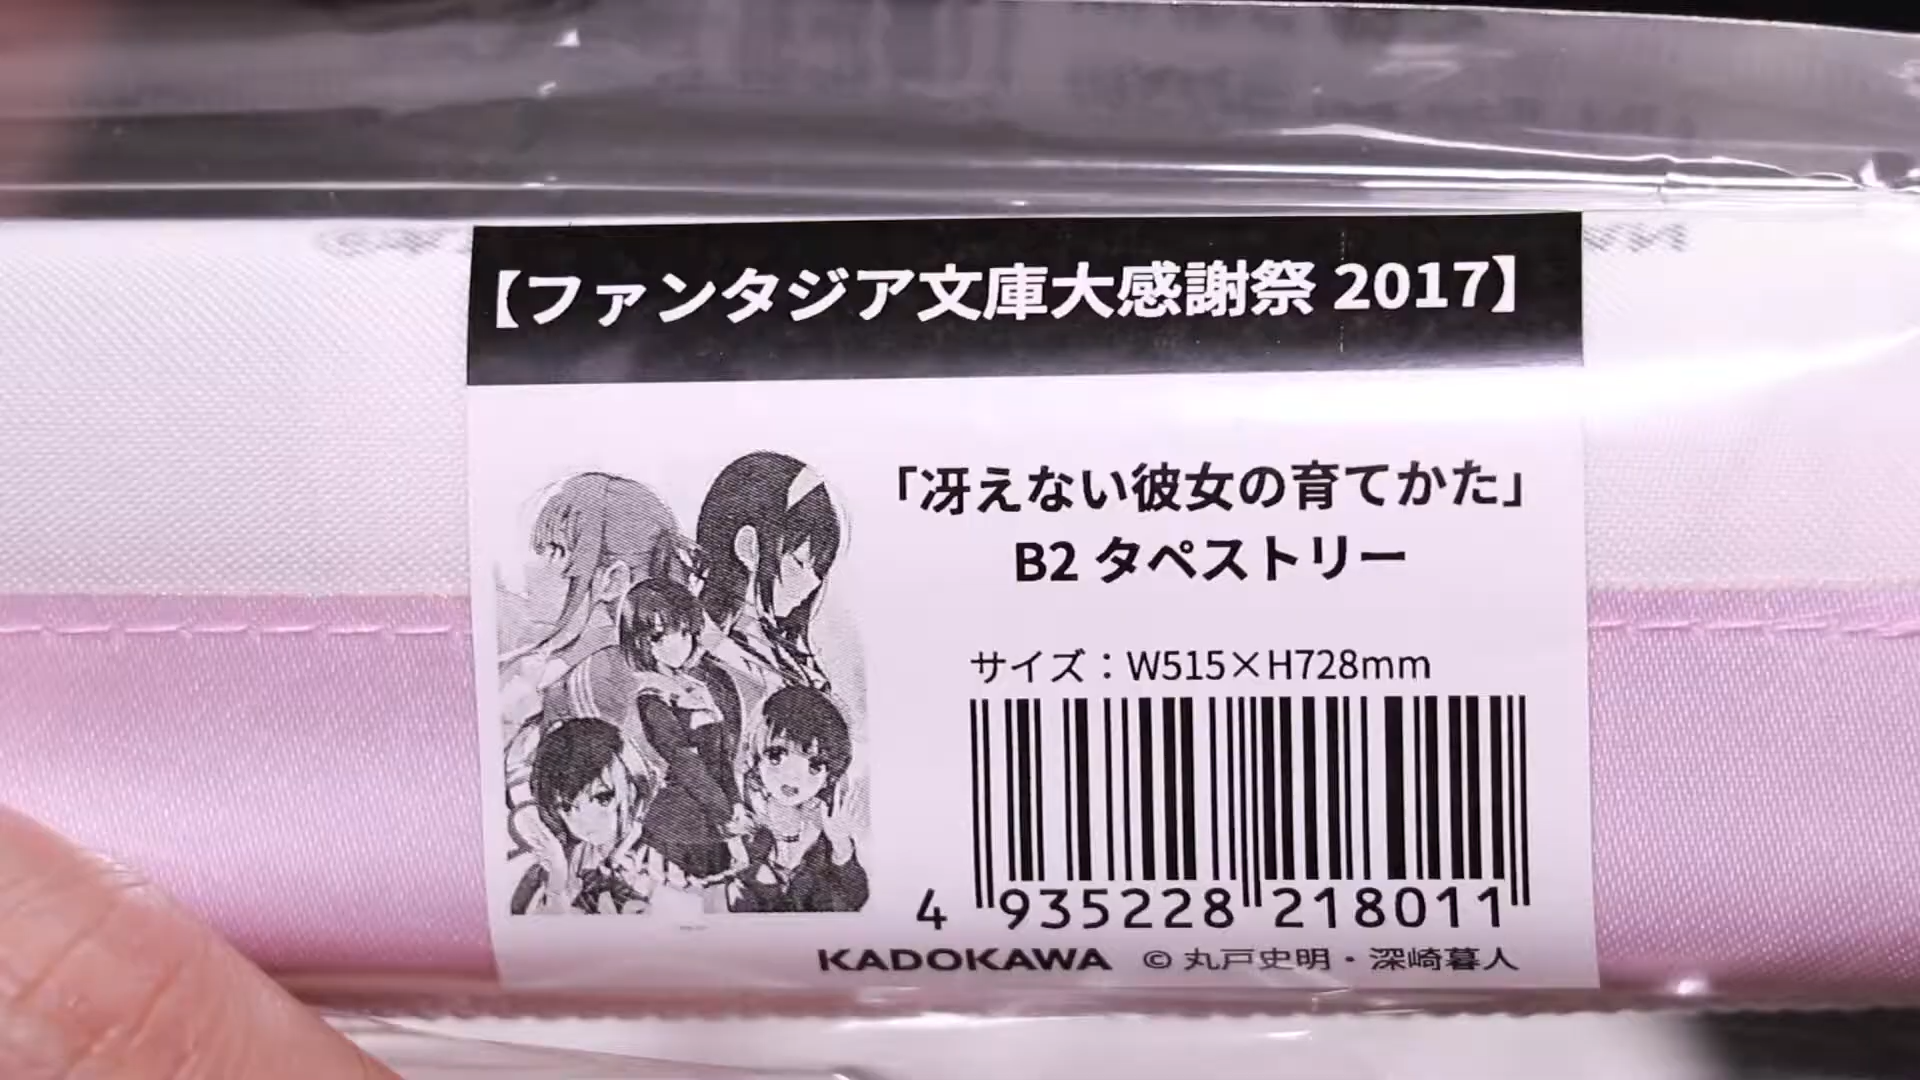 【ファンタジア文庫大感謝祭 2017】
「冴えない彼女の育てかた」
B2 タペストリー
サイズ：W515×H728mm
4 935228 218011
KADOKAWA © 丸戸史明・深崎暮人